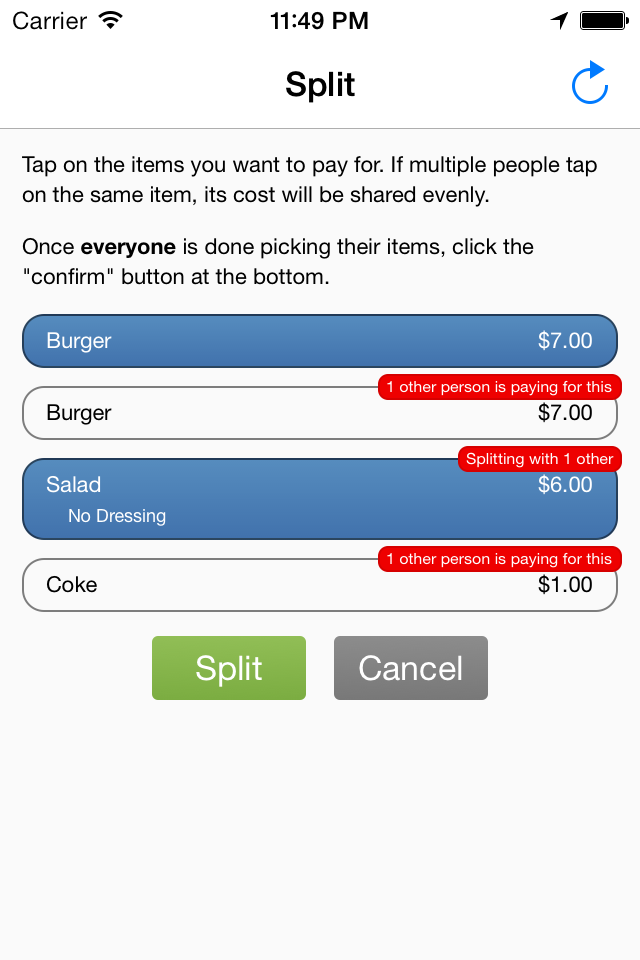 Carrier 11:49 PM
Split
Tap on the items you want to pay for. If multiple people tap
on the same item, its cost will be shared evenly.
Once everyone is done picking their items, click the
"confirm" button at the bottom.
Burger $7.00
1 other person is paying for this
Burger $7.00
Splitting with 1 other
Salad $6.00
No Dressing
1 other person is paying for this
Coke $1.00
Split Cancel